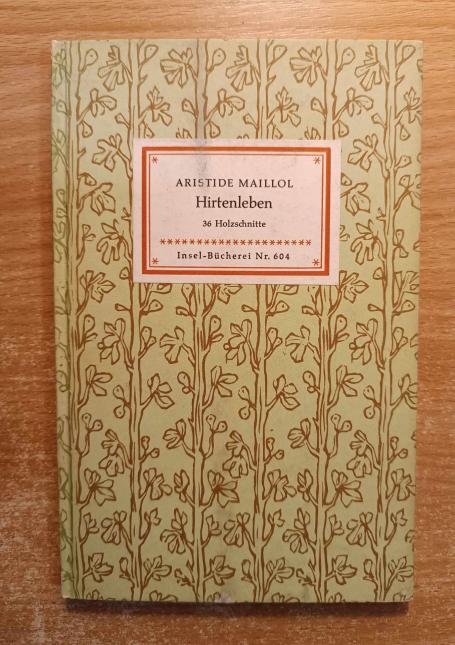 ARISTIDE MAILLOL
Hirtenleben
36 Holzschnitte
Insel-Bücherei Nr. 604